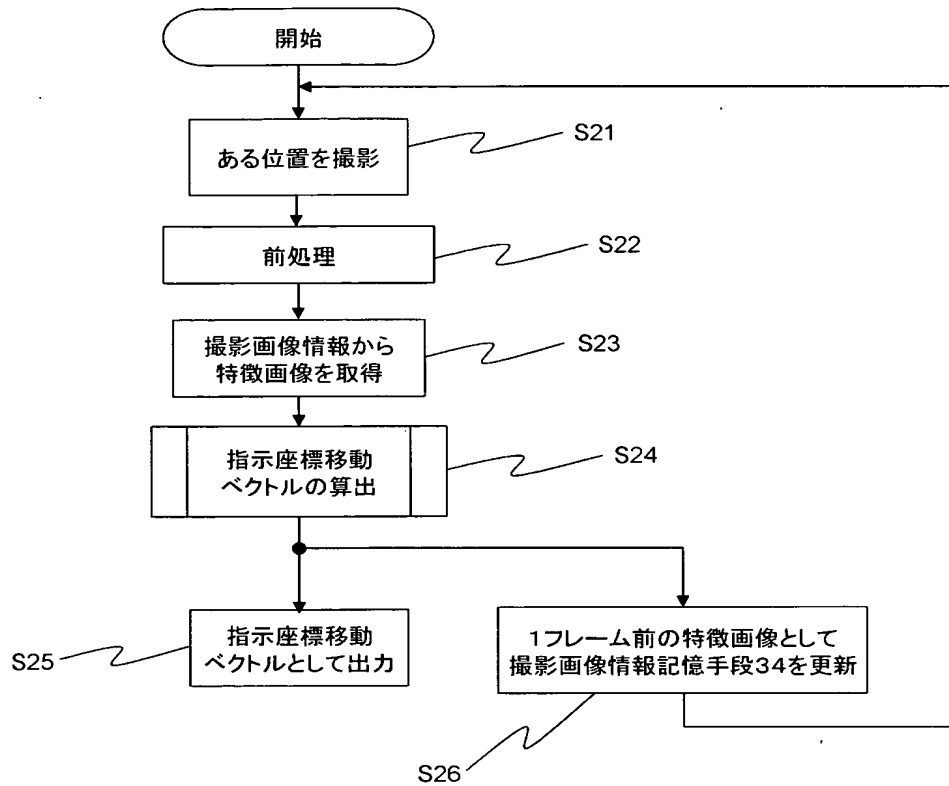 開始
ある位置を撮影
S21
前処理
S22
撮影画像情報から
特徴画像を取得
S23
指示座標移動
ベクトルの算出
S24
指示座標移動
ベクトルとして出力
S25
1フレーム前の特徴画像として
撮影画像情報記憶手段34を更新
S26